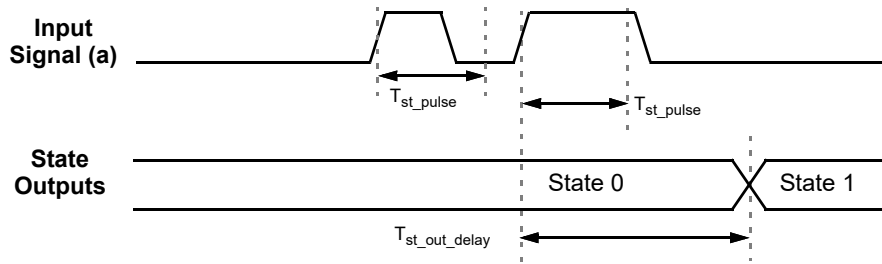 Input
Signal (a)
T_st_pulse
T_st_pulse
State
Outputs
State 0
State 1
T_st_out_delay